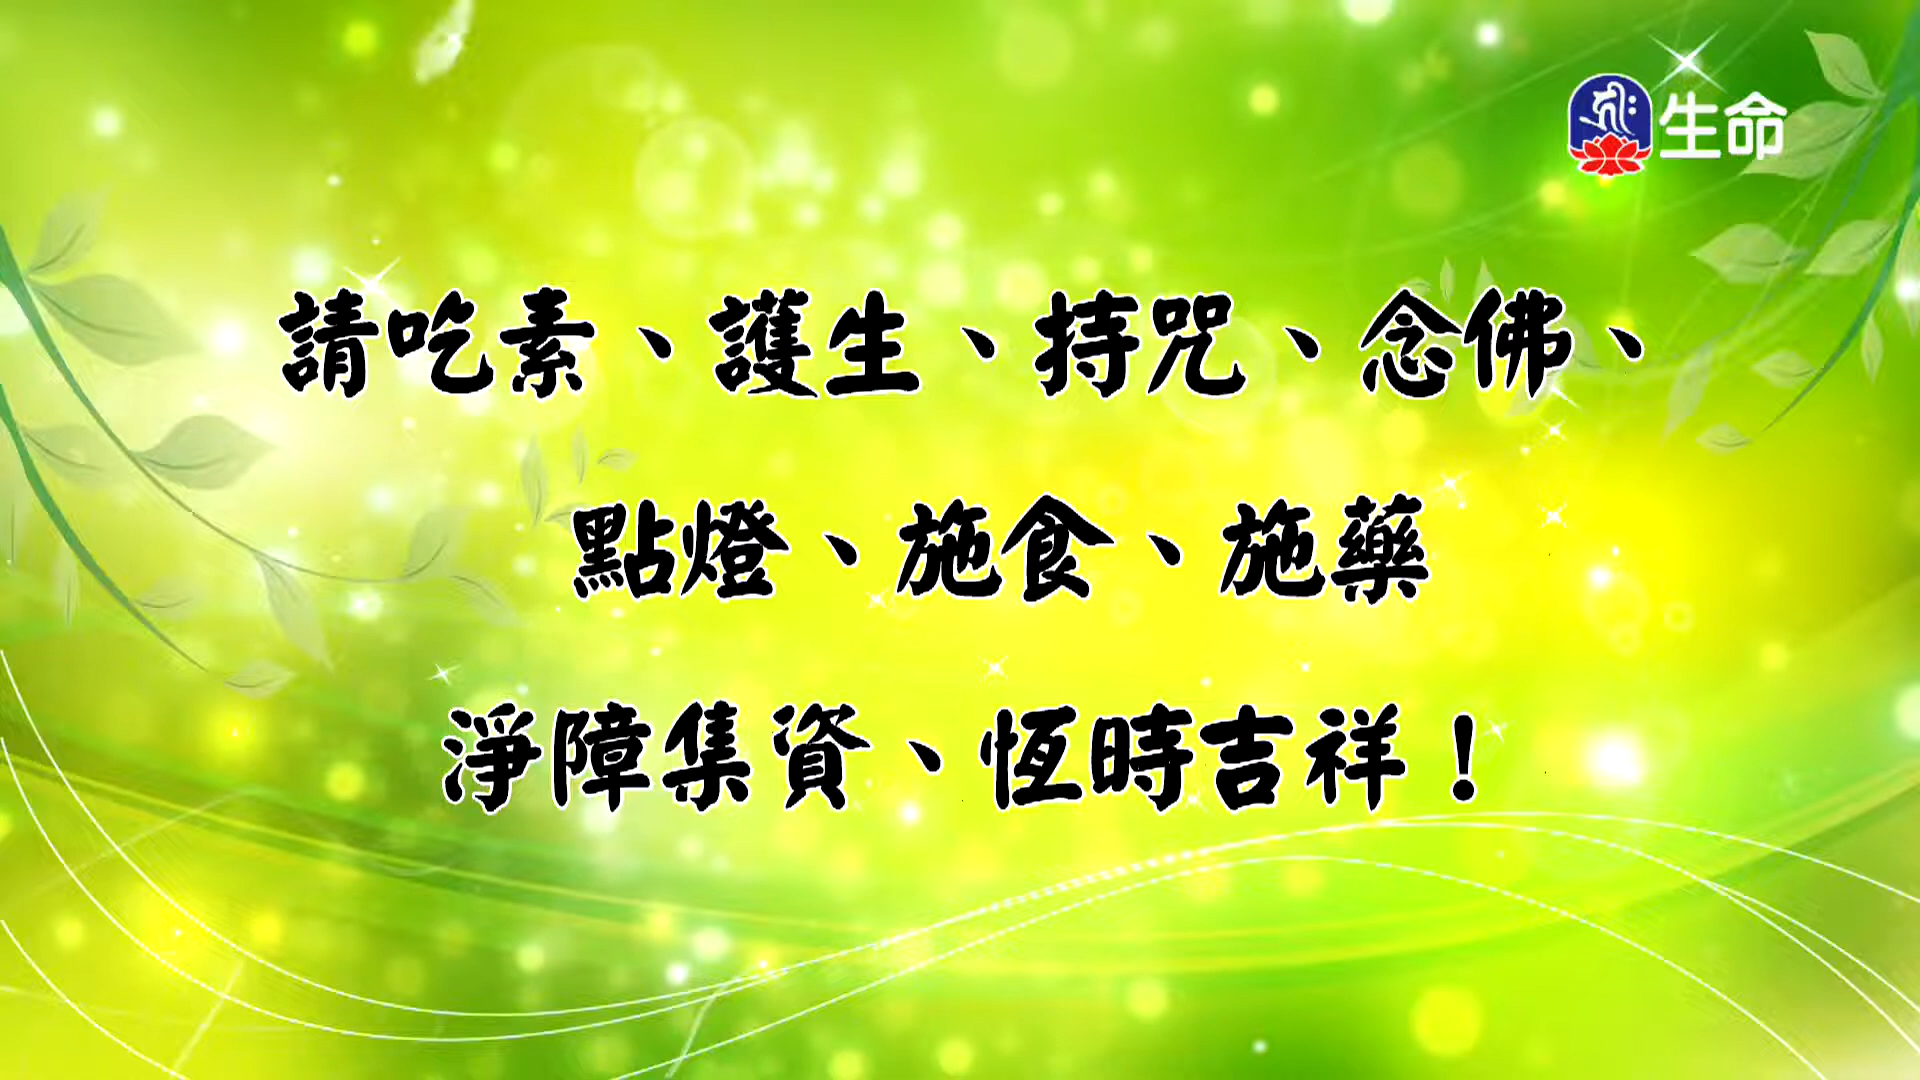 生命
請吃素、護生、持咒、念佛、
點燈、施食、施藥
淨障集資、恆時吉祥！